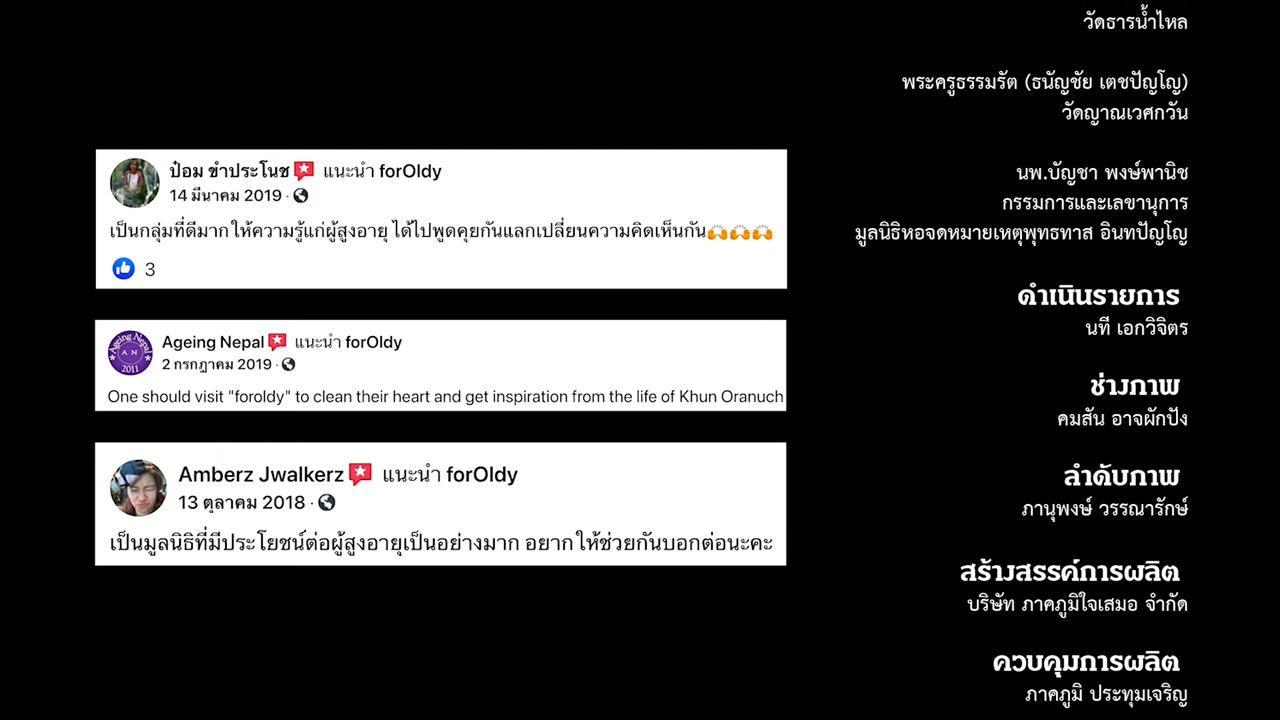 ป๋อม ขำประโนช แนะนำ forOldy
14 มีนาคม 2019 ·
เป็นกลุ่มที่ดีมากให้ความรู้แก่ผู้สูงอายุ ได้ไปพูดคุยกันแลกเปลี่ยนความคิดเห็นกัน🙌🙌🙌
3
Ageing Nepal
AN
2011
Ageing Nepal แนะนำ forOldy
2 กรกฎาคม 2019 ·
One should visit "foroldy" to clean their heart and get inspiration from the life of Khun Oranuch
Amberz Jwalkerz แนะนำ forOldy
13 ตุลาคม 2018 ·
เป็นมูลนิธิที่มีประโยชน์ต่อผู้สูงอายุเป็นอย่างมาก อยากให้ช่วยกันบอกต่อนะคะ
วัดธารน้ำไหล
พระครูธรรมรัต (ธนัญชัย เตชปัญโญ)
วัดญาณเวศกวัน
นพ.บัญชา พงษ์พานิช
กรรมการและเลขานุการ
มูลนิธิหอจดหมายเหตุพุทธทาส อินทปัญโญ
ดำเนินรายการ
นที เอกวิจิตร
ช่างภาพ
คมสัน อาจผักปัง
ลำดับภาพ
ภานุพงษ์ วรรณารักษ์
สร้างสรรค์การผลิต
บริษัท ภาคภูมิใจเสมอ จำกัด
ควบคุมการผลิต
ภาคภูมิ ประทุมเจริญ